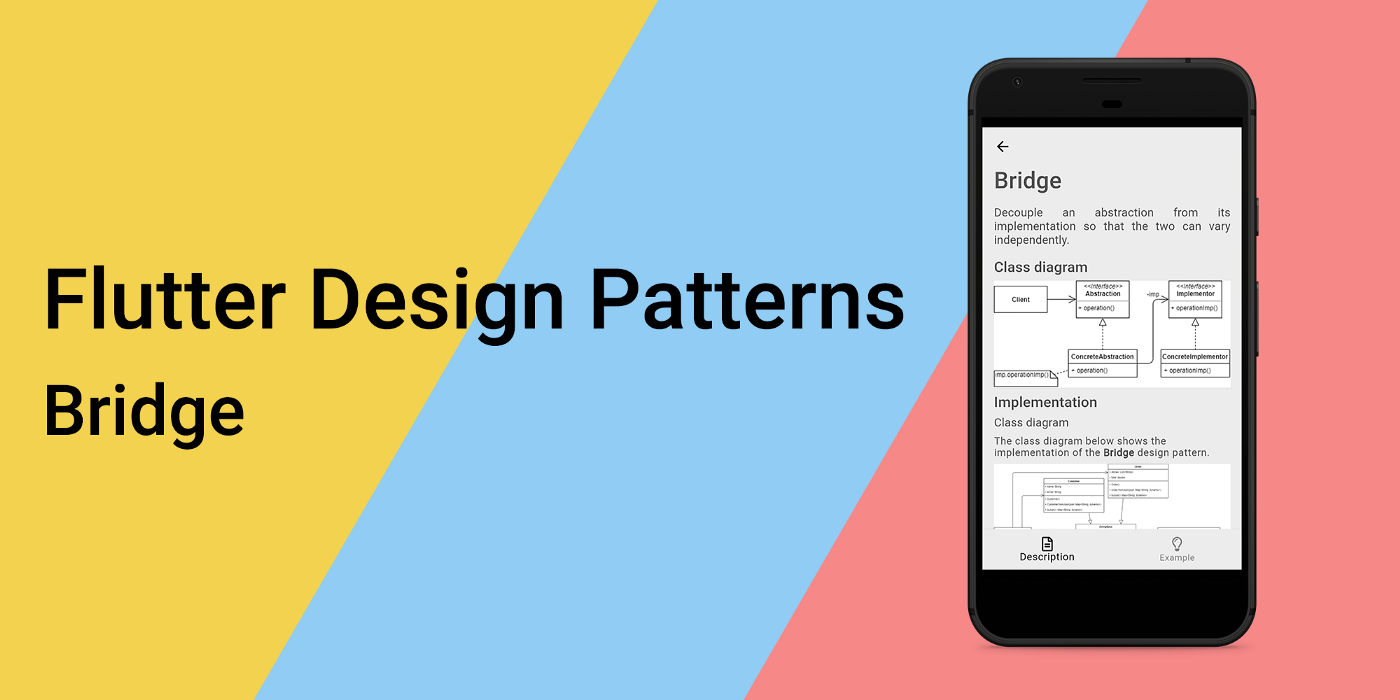 Flutter Design Patterns
Bridge
Bridge
Decouple an abstraction from its
implementation so that the two can vary
independently.
Class diagram
Client
<<interface>>
Abstraction
+ operation()
-imp
<<interface>>
Implementor
+ operationImp()
ConcreteAbstraction
+ operation()
ConcreteImplementor
+ operationImp()
imp.operationImp()
Implementation
Class diagram
The class diagram below shows the
implementation of the Bridge design pattern.
Description
Example